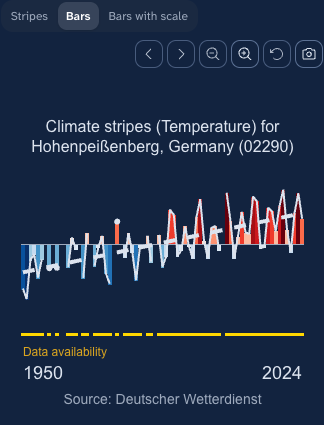 Stripes Bars Bars with scale
Climate stripes (Temperature) for
Hohenpeißenberg, Germany (02290)
Data availability
1950 2024
Source: Deutscher Wetterdienst